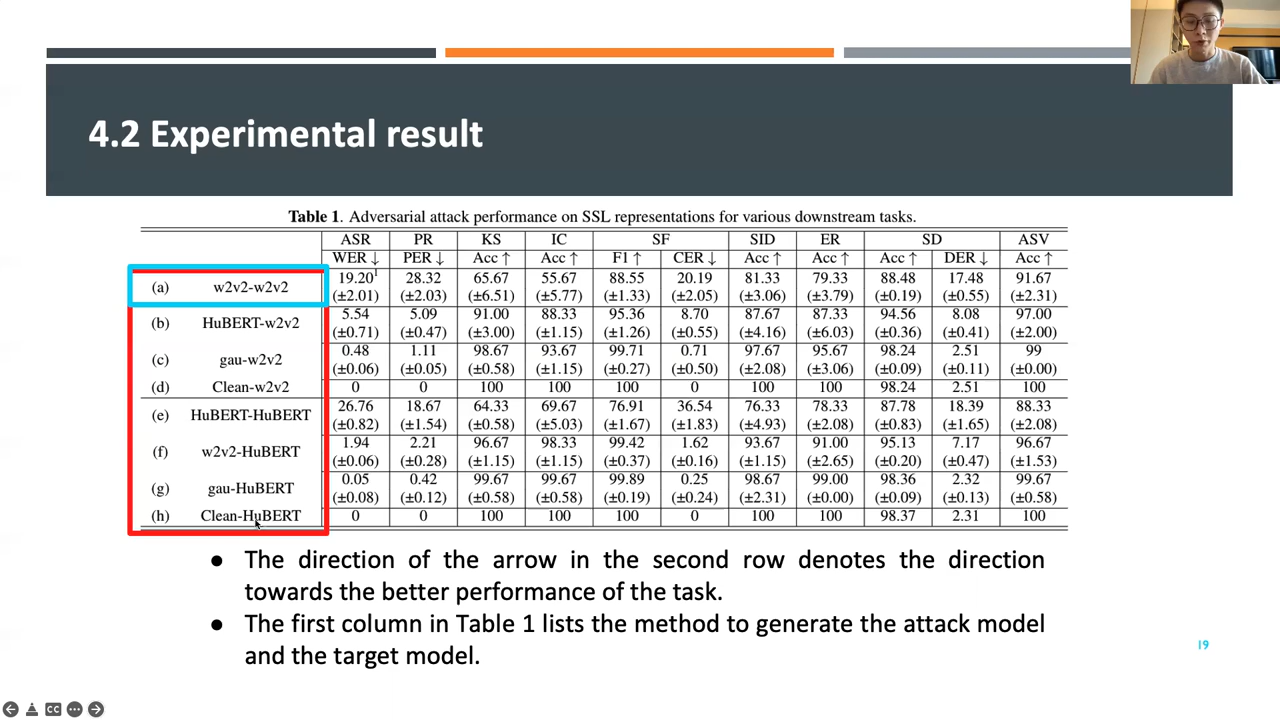 4.2 Experimental result
Table 1. Adversarial attack performance on SSL representations for various downstream tasks.
ASR PR KS IC SF SID ER SD ASV
WER ↓ PER ↓ Acc ↑ Acc ↑ F1 ↑ CER ↓ Acc ↑ Acc ↑ Acc ↑ DER ↓ Acc ↑
(a) w2v2-w2v2 19.20¹ 28.32 65.67 55.67 88.55 20.19 81.33 79.33 88.48 17.48 91.67
(±2.01) (±2.03) (±6.51) (±5.77) (±1.33) (±2.05) (±3.06) (±3.79) (±0.19) (±0.55) (±2.31)
(b) HuBERT-w2v2 5.54 5.09 91.00 88.33 95.36 8.70 87.67 87.33 94.56 8.08 97.00
(±0.71) (±0.47) (±3.00) (±1.15) (±1.26) (±0.55) (±4.16) (±6.03) (±0.36) (±0.41) (±2.00)
(c) gau-w2v2 0.48 1.11 98.67 93.67 99.71 0.71 97.67 95.67 98.24 2.51 99
(±0.06) (±0.05) (±0.58) (±1.15) (±0.27) (±0.50) (±2.08) (±3.06) (±0.09) (±0.11) (±0.00)
(d) Clean-w2v2 0 0 100 100 100 0 100 100 98.24 2.51 100
(e) HuBERT-HuBERT 26.76 18.67 64.33 69.67 76.91 36.54 76.33 78.33 87.78 18.39 88.33
(±0.82) (±1.54) (±0.58) (±5.03) (±1.67) (±1.83) (±4.93) (±2.08) (±0.83) (±1.65) (±2.08)
(f) w2v2-HuBERT 1.94 2.21 96.67 98.33 99.42 1.62 93.67 91.00 95.13 7.17 96.67
(±0.06) (±0.28) (±1.15) (±1.15) (±0.37) (±0.16) (±1.15) (±2.65) (±0.20) (±0.47) (±1.53)
(g) gau-HuBERT 0.05 0.42 99.67 99.67 99.89 0.25 98.67 99.00 98.36 2.32 99.67
(±0.08) (±0.12) (±0.58) (±0.58) (±0.19) (±0.24) (±2.31) (±0.00) (±0.09) (±0.13) (±0.58)
(h) Clean-HuBERT 0 0 100 100 100 0 100 100 98.37 2.31 100
● The direction of the arrow in the second row denotes the direction
towards the better performance of the task.
● The first column in Table 1 lists the method to generate the attack model
and the target model.
19
CC